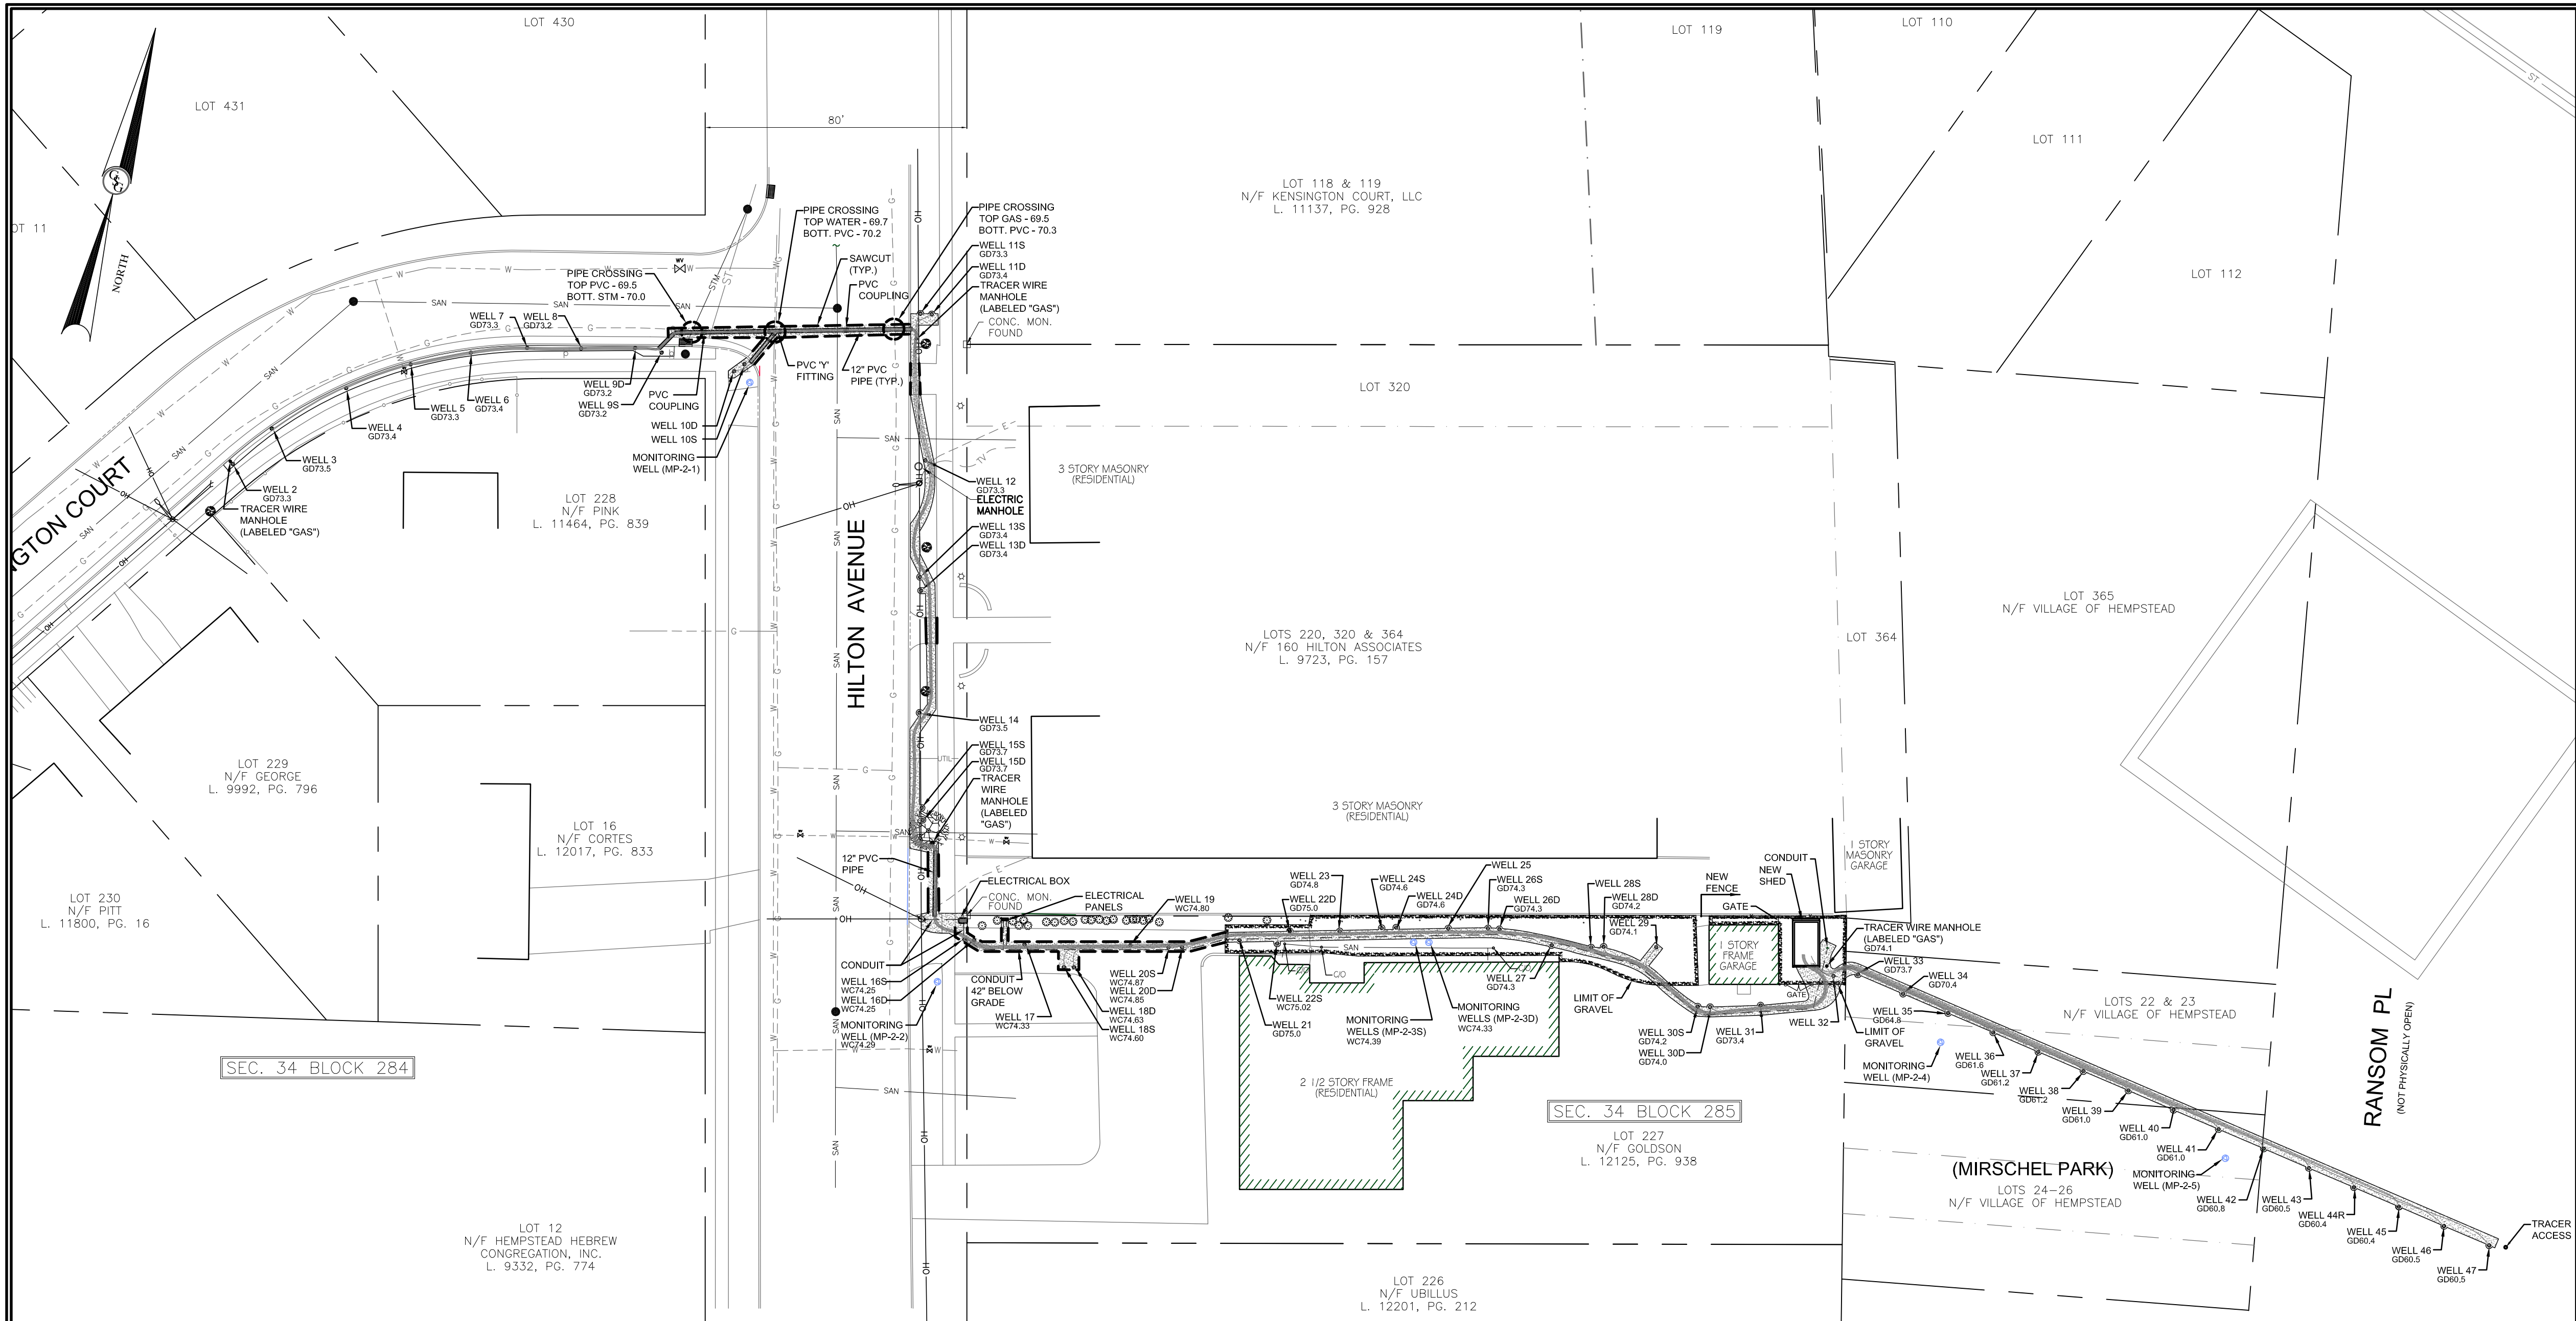 LOT 430
LOT 119
LOT 110
ST
LOT 431
80'
LOT 111
LOT 118 & 119
N/F KENSINGTON COURT, LLC
L. 11137, PG. 928
GSG
NORTH
OT 11
LOT 112
PIPE CROSSING
TOP WATER - 69.7
BOTT. PVC - 70.2
PIPE CROSSING
TOP GAS - 69.5
BOTT. PVC - 70.3
WELL 11S
GD73.3
WELL 11D
GD73.4
TRACER WIRE
MANHOLE
(LABELED "GAS")
CONC. MON.
FOUND
SAWCUT
(TYP.)
PVC
COUPLING
PIPE CROSSING
TOP PVC - 69.5
BOTT. STM - 70.0
STM
ST
WV
W
W
W
W
SAN
SAN
SAN
WELL 7
GD73.3
WELL 8
GD73.2
G
G
PVC 'Y'
FITTING
12" PVC
PIPE (TYP.)
WELL 9D
GD73.2
WELL 9S
GD73.2
PVC
COUPLING
WELL 5
GD73.3
WELL 6
GD73.4
WELL 4
GD73.4
WELL 10D
WELL 10S
MONITORING
WELL (MP-2-1)
WELL 3
GD73.5
WELL 2
GD73.3
TRACER WIRE
MANHOLE
(LABELED "GAS")
NGTON COURT
LOT 320
3 STORY MASONRY
(RESIDENTIAL)
SAN
E
TV
WELL 12
GD73.3
ELECTRIC
MANHOLE
OH
LOT 228
N/F PINK
L. 11464, PG. 839
HILTON AVENUE
WELL 13S
GD73.4
WELL 13D
GD73.4
LOT 365
N/F VILLAGE OF HEMPSTEAD
LOTS 220, 320 & 364
N/F 160 HILTON ASSOCIATES
L. 9723, PG. 157
LOT 364
G
WELL 14
GD73.5
WELL 15S
GD73.7
WELL 15D
GD73.7
TRACER
WIRE
MANHOLE
(LABELED
"GAS")
UTIL
G
LOT 229
N/F GEORGE
L. 9992, PG. 796
LOT 16
N/F CORTES
L. 12017, PG. 833
3 STORY MASONRY
(RESIDENTIAL)
1 STORY
MASONRY
GARAGE
12" PVC
PIPE
E
OH
OH
ELECTRICAL BOX
CONC. MON.
FOUND
ELECTRICAL
PANELS
WELL 19
WC74.80
WELL 23
GD74.8
WELL 22D
GD75.0
WELL 24S
GD74.6
WELL 24D
GD74.6
WELL 25
WELL 26S
GD74.3
WELL 26D
GD74.3
WELL 28S
WELL 28D
GD74.2
WELL 29
GD74.1
NEW
FENCE
GATE
CONDUIT
NEW
SHED
TRACER WIRE MANHOLE
(LABELED "GAS")
GD74.1
LOT 230
N/F PITT
L. 11800, PG. 16
1 STORY
FRAME
GARAGE
GATE
WELL 33
GD73.7
WELL 34
GD70.4
CONDUIT
WELL 16S
WC74.25
WELL 16D
WC74.25
MONITORING
WELL (MP-2-2)
WC74.29
CONDUIT
42" BELOW
GRADE
WELL 17
WC74.33
WELL 20S
WC74.87
WELL 20D
WC74.85
WELL 18D
WC74.63
WELL 18S
WC74.60
SAN
C/O
WELL 22S
WC75.02
WELL 21
GD75.0
MONITORING
WELLS (MP-2-3S)
WC74.39
MONITORING
WELLS (MP-2-3D)
WC74.33
WELL 27
GD74.3
LIMIT OF
GRAVEL
WELL 30S
GD74.2
WELL 30D
GD74.0
WELL 31
GD73.4
WELL 32
LIMIT OF
GRAVEL
WELL 35
GD64.8
LOTS 22 & 23
N/F VILLAGE OF HEMPSTEAD
RANSOM PL
(NOT PHYSICALLY OPEN)
WELL 36
GD61.6
WELL 37
GD61.2
WELL 38
GD61.2
WELL 39
GD61.0
WELL 40
GD61.0
WELL 41
GD61.0
MONITORING
WELL (MP-2-4)
SEC. 34 BLOCK 284
SAN
2 1/2 STORY FRAME
(RESIDENTIAL)
SEC. 34 BLOCK 285
LOT 227
N/F GOLDSON
L. 12125, PG. 938
(MIRSCHEL PARK)
LOTS 24-26
N/F VILLAGE OF HEMPSTEAD
MONITORING
WELL (MP-2-5)
WELL 42
GD60.8
WELL 43
GD60.5
WELL 44R
GD60.4
WELL 45
GD60.4
WELL 46
GD60.5
WELL 47
GD60.5
TRACER
ACCESS
LOT 12
N/F HEMPSTEAD HEBREW
CONGREGATION, INC.
L. 9332, PG. 774
LOT 226
N/F UBILLUS
L. 12201, PG. 212